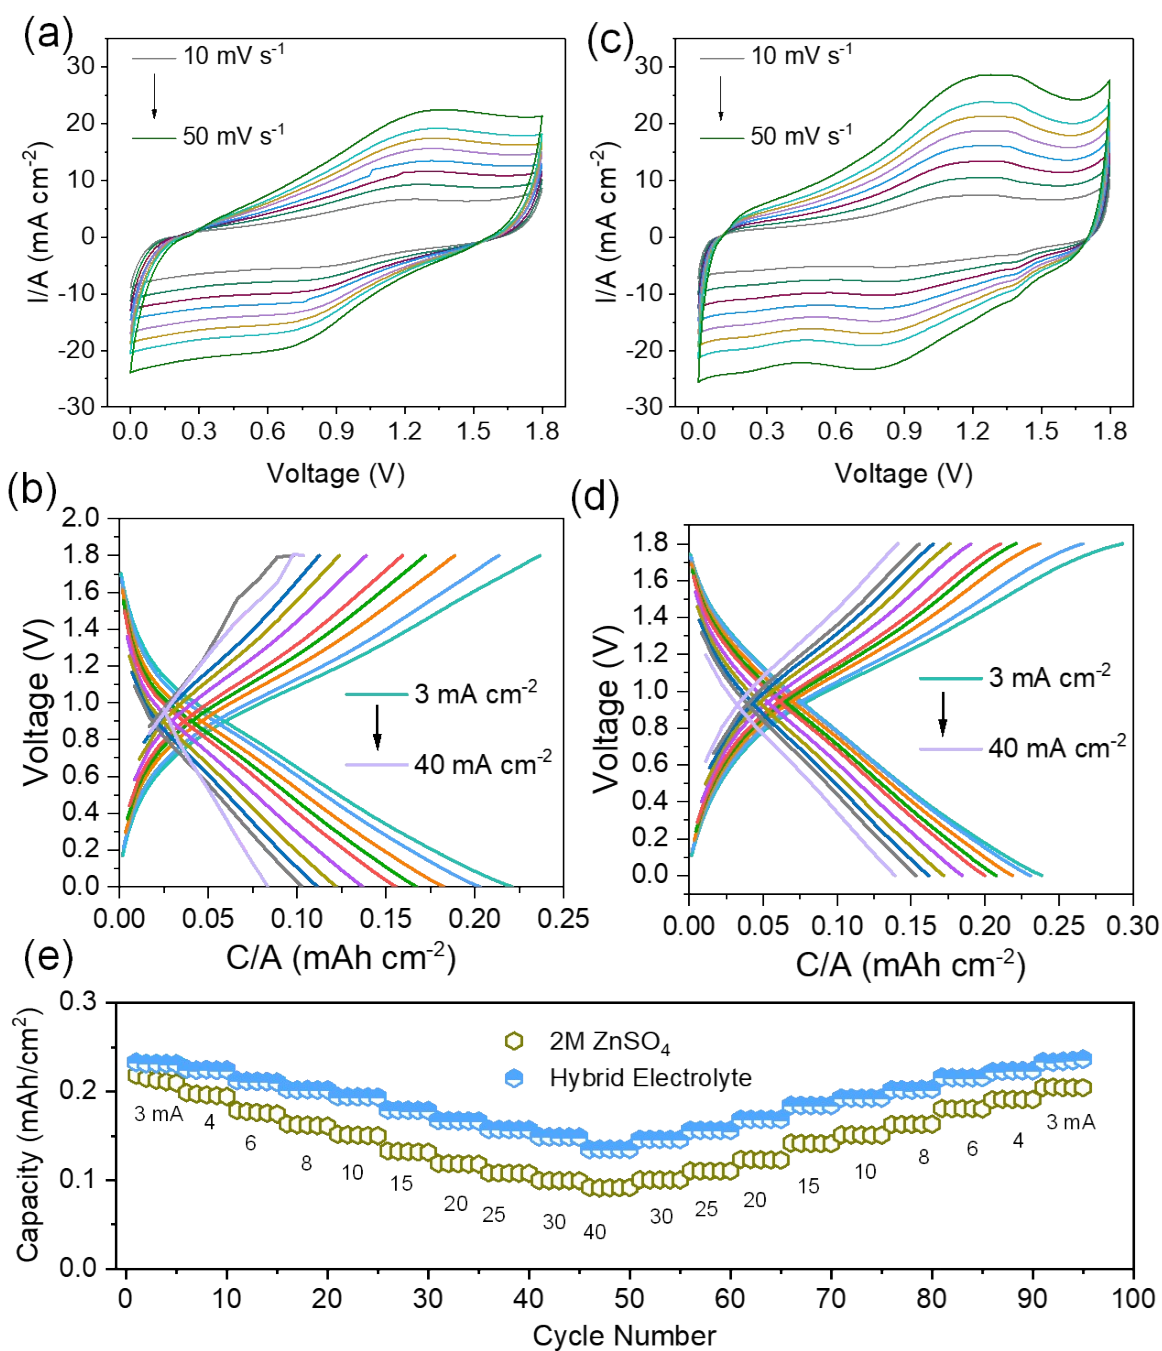 (a)
10 mV s⁻¹
50 mV s⁻¹
I/A (mA cm⁻²)
30
20
10
0
-10
-20
-30
0.0 0.3 0.6 0.9 1.2 1.5 1.8
Voltage (V)
(c)
10 mV s⁻¹
50 mV s⁻¹
I/A (mA cm⁻²)
30
20
10
0
-10
-20
-30
0.0 0.3 0.6 0.9 1.2 1.5 1.8
Voltage (V)
(b)
Voltage (V)
2.0
1.8
1.6
1.4
1.2
1.0
0.8
0.6
0.4
0.2
0.0
3 mA cm⁻²
40 mA cm⁻²
0.00 0.05 0.10 0.15 0.20 0.25
C/A (mAh cm⁻²)
(d)
Voltage (V)
1.8
1.6
1.4
1.2
1.0
0.8
0.6
0.4
0.2
0.0
3 mA cm⁻²
40 mA cm⁻²
0.00 0.05 0.10 0.15 0.20 0.25 0.30
C/A (mAh cm⁻²)
(e)
Capacity (mAh/cm²)
0.3
0.2
0.1
0.0
2M ZnSO₄
Hybrid Electrolyte
3 mA 4 6 8 10 15 20 25 30 40 30 25 20 15 10 8 6 4 3 mA
0 10 20 30 40 50 60 70 80 90 100
Cycle Number